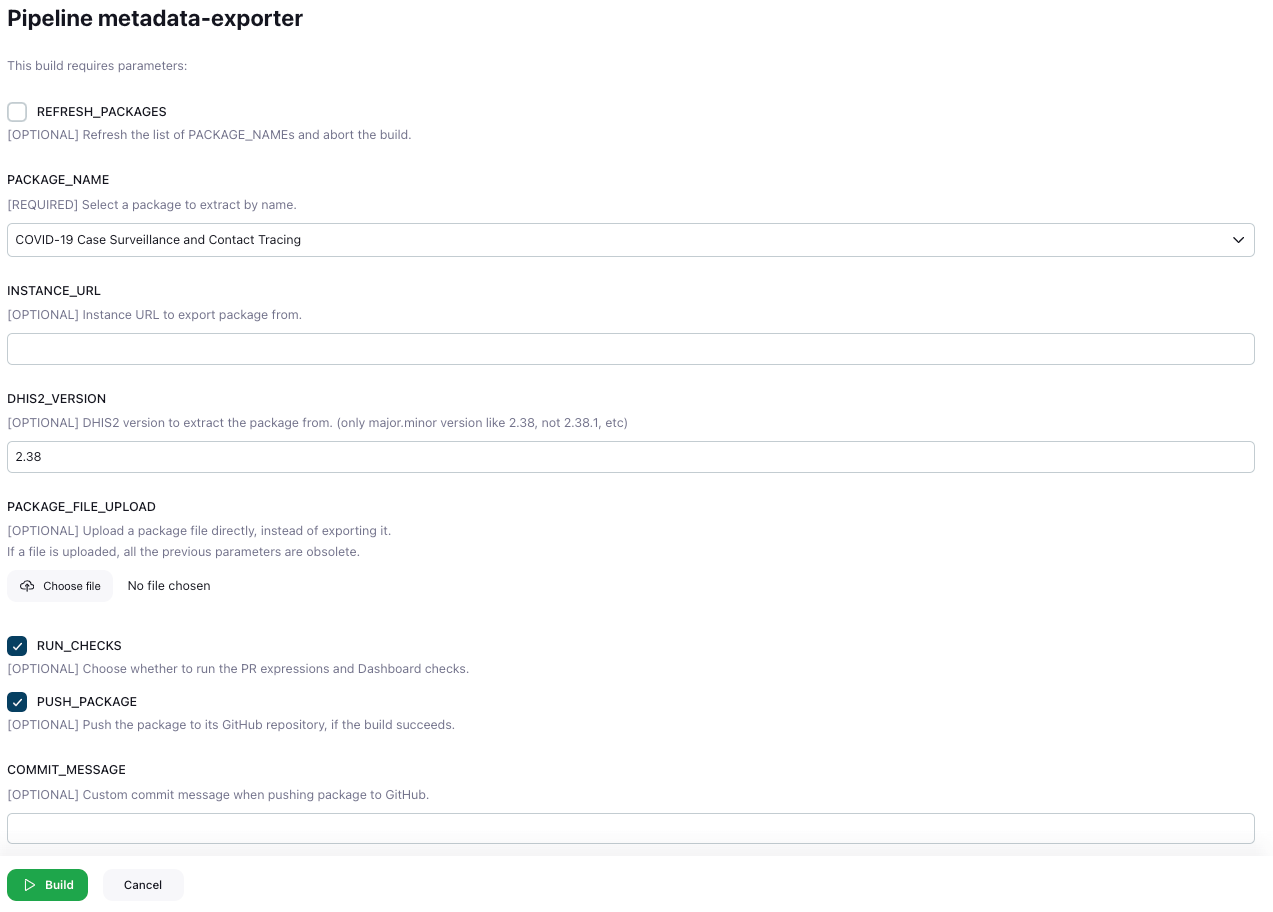 Pipeline metadata-exporter
This build requires parameters:
REFRESH_PACKAGES
[OPTIONAL] Refresh the list of PACKAGE_NAMEs and abort the build.
PACKAGE_NAME
[REQUIRED] Select a package to extract by name.
COVID-19 Case Surveillance and Contact Tracing
INSTANCE_URL
[OPTIONAL] Instance URL to export package from.
DHIS2_VERSION
[OPTIONAL] DHIS2 version to extract the package from. (only major.minor version like 2.38, not 2.38.1, etc)
2.38
PACKAGE_FILE_UPLOAD
[OPTIONAL] Upload a package file directly, instead of exporting it.
If a file is uploaded, all the previous parameters are obsolete.
Choose file No file chosen
RUN_CHECKS
[OPTIONAL] Choose whether to run the PR expressions and Dashboard checks.
PUSH_PACKAGE
[OPTIONAL] Push the package to its GitHub repository, if the build succeeds.
COMMIT_MESSAGE
[OPTIONAL] Custom commit message when pushing package to GitHub.
Build Cancel